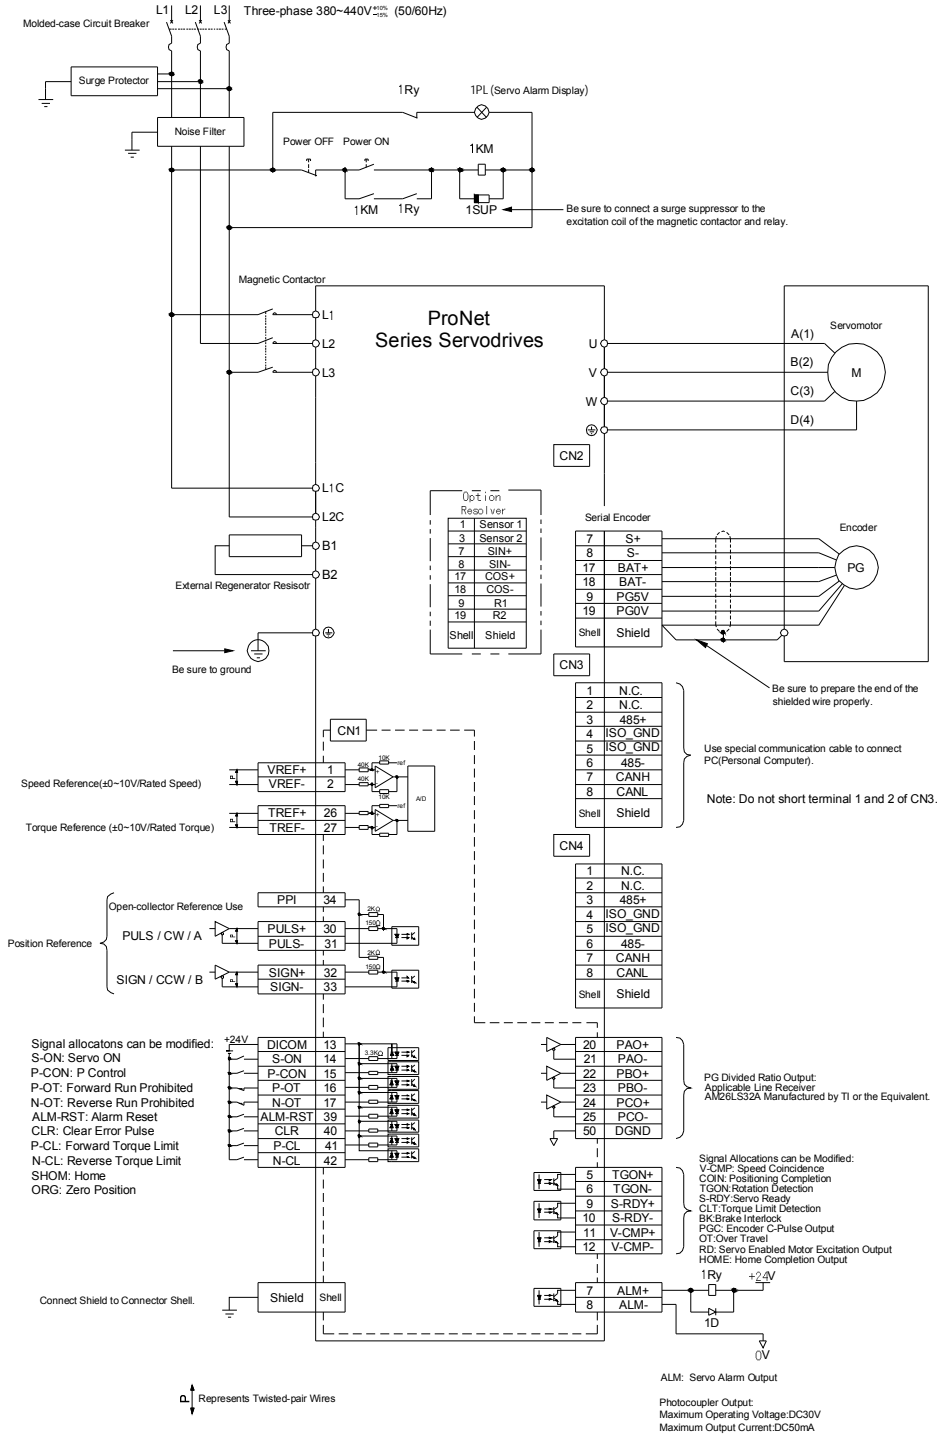 L1 L2 L3 Three-phase 380~440V +10% -15% (50/60Hz)
Molded-case Circuit Breaker
Surge Protector
1Ry 1PL (Servo Alarm Display)
Noise Filter
Power OFF Power ON
1KM
1KM 1Ry 1SUP
Be sure to connect a surge suppressor to the
excitation coil of the magnetic contactor and relay.
Magnetic Contactor
ProNet
Series Servodrives
L1
L2
L3
U
V
W
A(1)
B(2)
C(3)
D(4)
Servomotor
M
CN2
L1C
L2C
B1
B2
External Regenerator Resisotr
Be sure to ground
Option
Resolver
1 Sensor 1
3 Sensor 2
7 SIN+
8 SIN-
17 COS+
18 COS-
9 R1
19 R2
Shell Shield
Serial Encoder
7 S+
8 S-
17 BAT+
18 BAT-
9 PG5V
19 PG0V
Shell Shield
Encoder
PG
Be sure to prepare the end of the
shielded wire properly.
CN3
1 N.C.
2 N.C.
3 485+
4 ISO_GND
5 ISO_GND
6 485-
7 CANH
8 CANL
Shell Shield
Use special communication cable to connect
PC(Personal Computer).
Note: Do not short terminal 1 and 2 of CN3.
CN4
1 N.C.
2 N.C.
3 485+
4 ISO_GND
5 ISO_GND
6 485-
7 CANH
8 CANL
Shell Shield
CN1
Speed Reference(±0~10V/Rated Speed)
P
VREF+ 1
VREF- 2
40K
40K
10K
10K
ref
A/D
Torque Reference (±0~10V/Rated Torque)
P
TREF+ 26
TREF- 27
ref
Position Reference
Open-collector Reference Use
PPI 34
PULS / CW / A
P
PULS+ 30
PULS- 31
2KΩ
150Ω
SIGN / CCW / B
P
SIGN+ 32
SIGN- 33
2KΩ
150Ω
Signal allocatons can be modified:
S-ON: Servo ON
P-CON: P Control
P-OT: Forward Run Prohibited
N-OT: Reverse Run Prohibited
ALM-RST: Alarm Reset
CLR: Clear Error Pulse
P-CL: Forward Torque Limit
N-CL: Reverse Torque Limit
SHOM: Home
ORG: Zero Position
+24V
DICOM 13
S-ON 14
P-CON 15
P-OT 16
N-OT 17
ALM-RST 39
CLR 40
P-CL 41
N-CL 42
3.3KΩ
20 PAO+
21 PAO-
22 PBO+
23 PBO-
24 PCO+
25 PCO-
50 DGND
PG Divided Ratio Output:
Applicable Line Receiver
AM26LS32A Manufactured by TI or the Equivalent.
5 TGON+
6 TGON-
9 S-RDY+
10 S-RDY-
11 V-CMP+
12 V-CMP-
Signal Allocations can be Modified:
V-CMP: Speed Coincidence
COIN: Positioning Completion
TGON:Rotation Detection
S-RDY:Servo Ready
CLT:Torque Limit Detection
BK:Brake Interlock
PGC: Encoder C-Pulse Output
OT:Over Travel
RD: Servo Enabled Motor Excitation Output
HOME: Home Completion Output
7 ALM+
8 ALM-
1Ry
+24V
1D
0V
Connect Shield to Connector Shell.
Shield Shell
ALM: Servo Alarm Output
P Represents Twisted-pair Wires
Photocoupler Output:
Maximum Operating Voltage:DC30V
Maximum Output Current:DC50mA